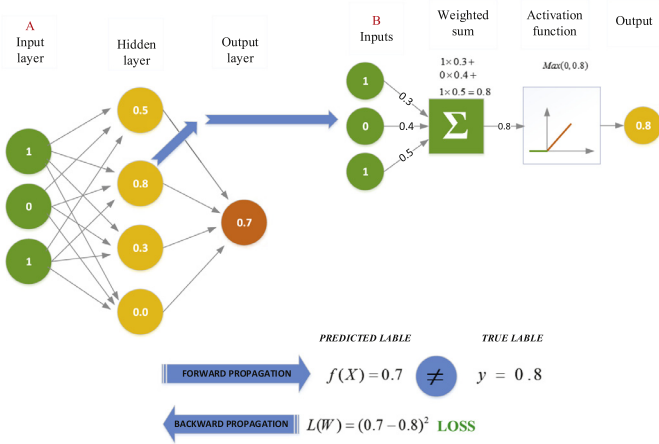 A
Input
layer
Hidden
layer
Output
layer
1
0
1
0.5
0.8
0.3
0.0
0.7
B
Inputs
Weighted
sum
Activation
function
Output
1×0.3+
0×0.4+
1×0.5=0.8
Max(0,0.8)
1
0
1
0.3
0.4
0.5
Σ
0.8
0.8
PREDICTED LABLE
TRUE LABLE
FORWARD PROPAGATION
f(X)=0.7
≠
y = 0.8
BACKWARD PROPAGATION
L(W)=(0.7−0.8)² LOSS